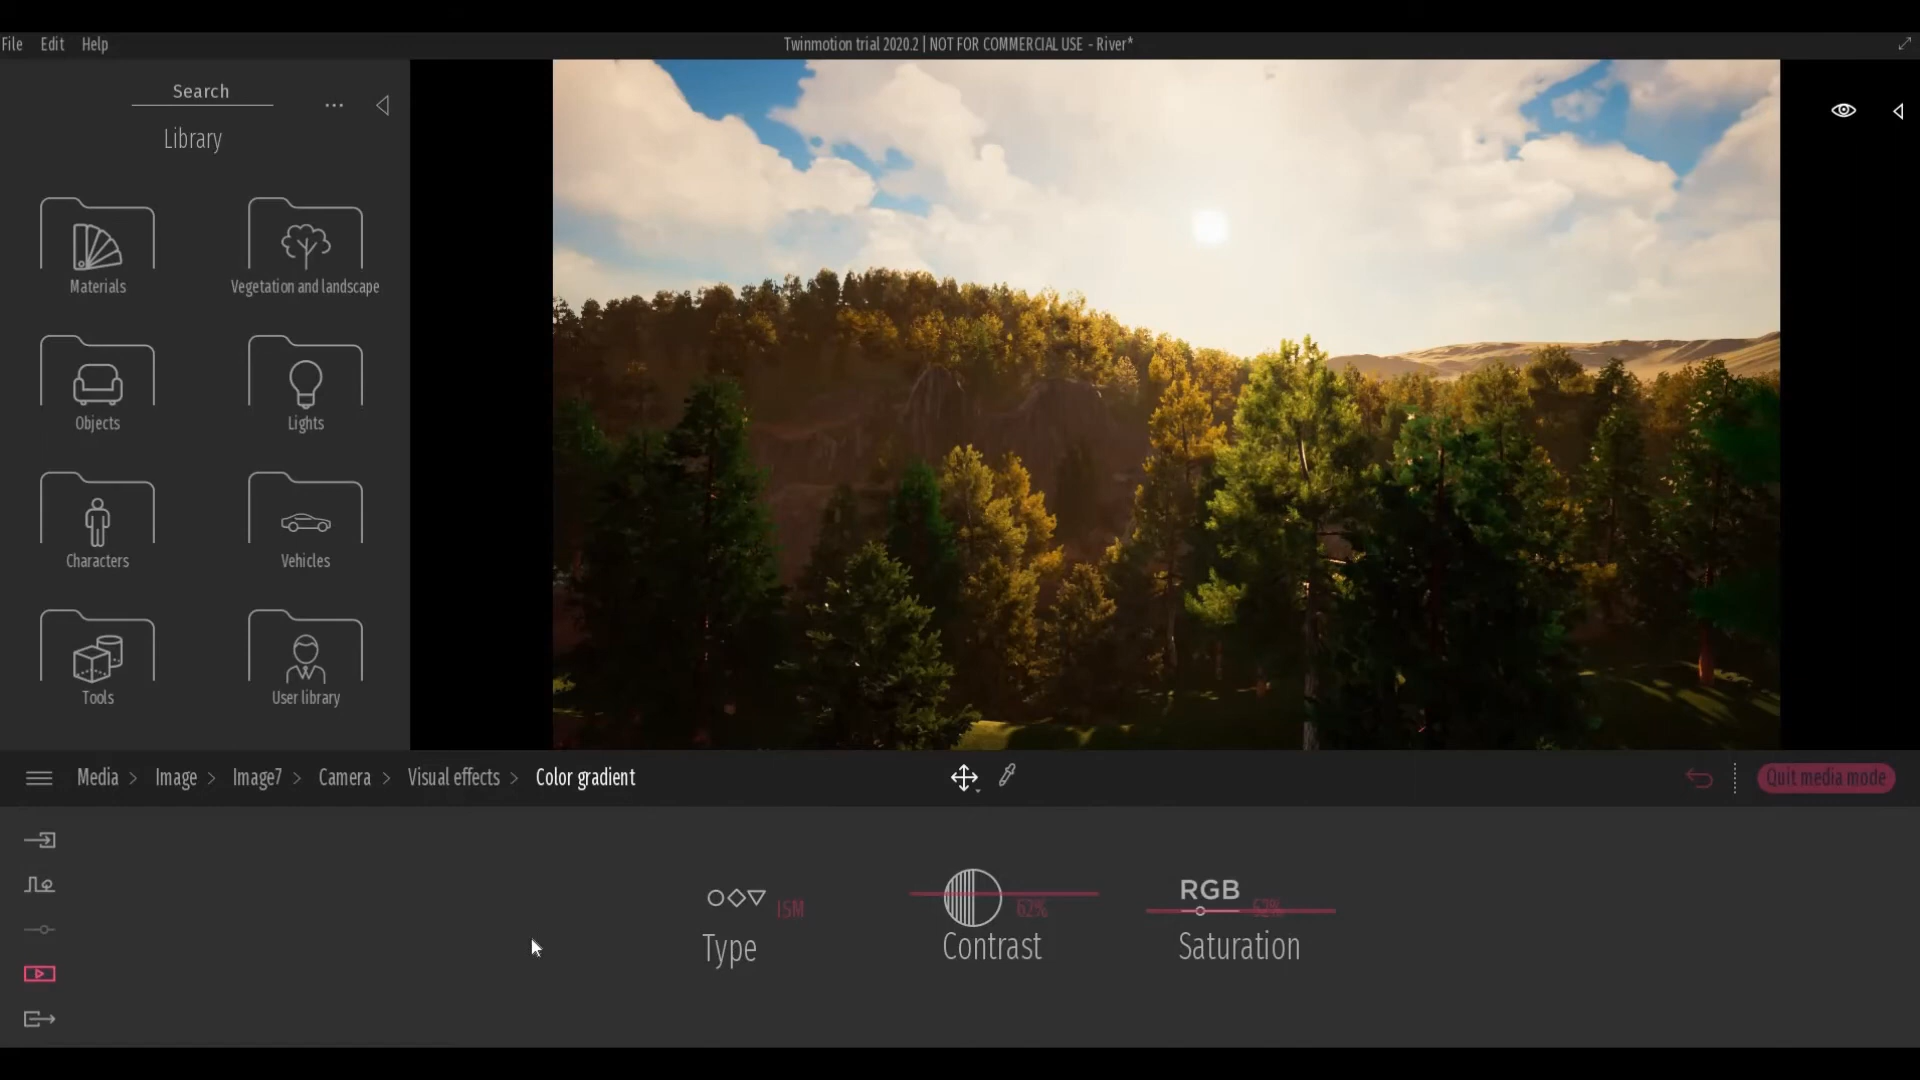 File Edit Help
Twinmotion trial 2020.2 | NOT FOR COMMERCIAL USE - River*
Search
Library
Materials
Vegetation and landscape
Objects
Lights
Characters
Vehicles
Tools
User library
Media > Image > Image7 > Camera > Visual effects > Color gradient
Quit media mode
Type
62%
Contrast
RGB
52%
Saturation